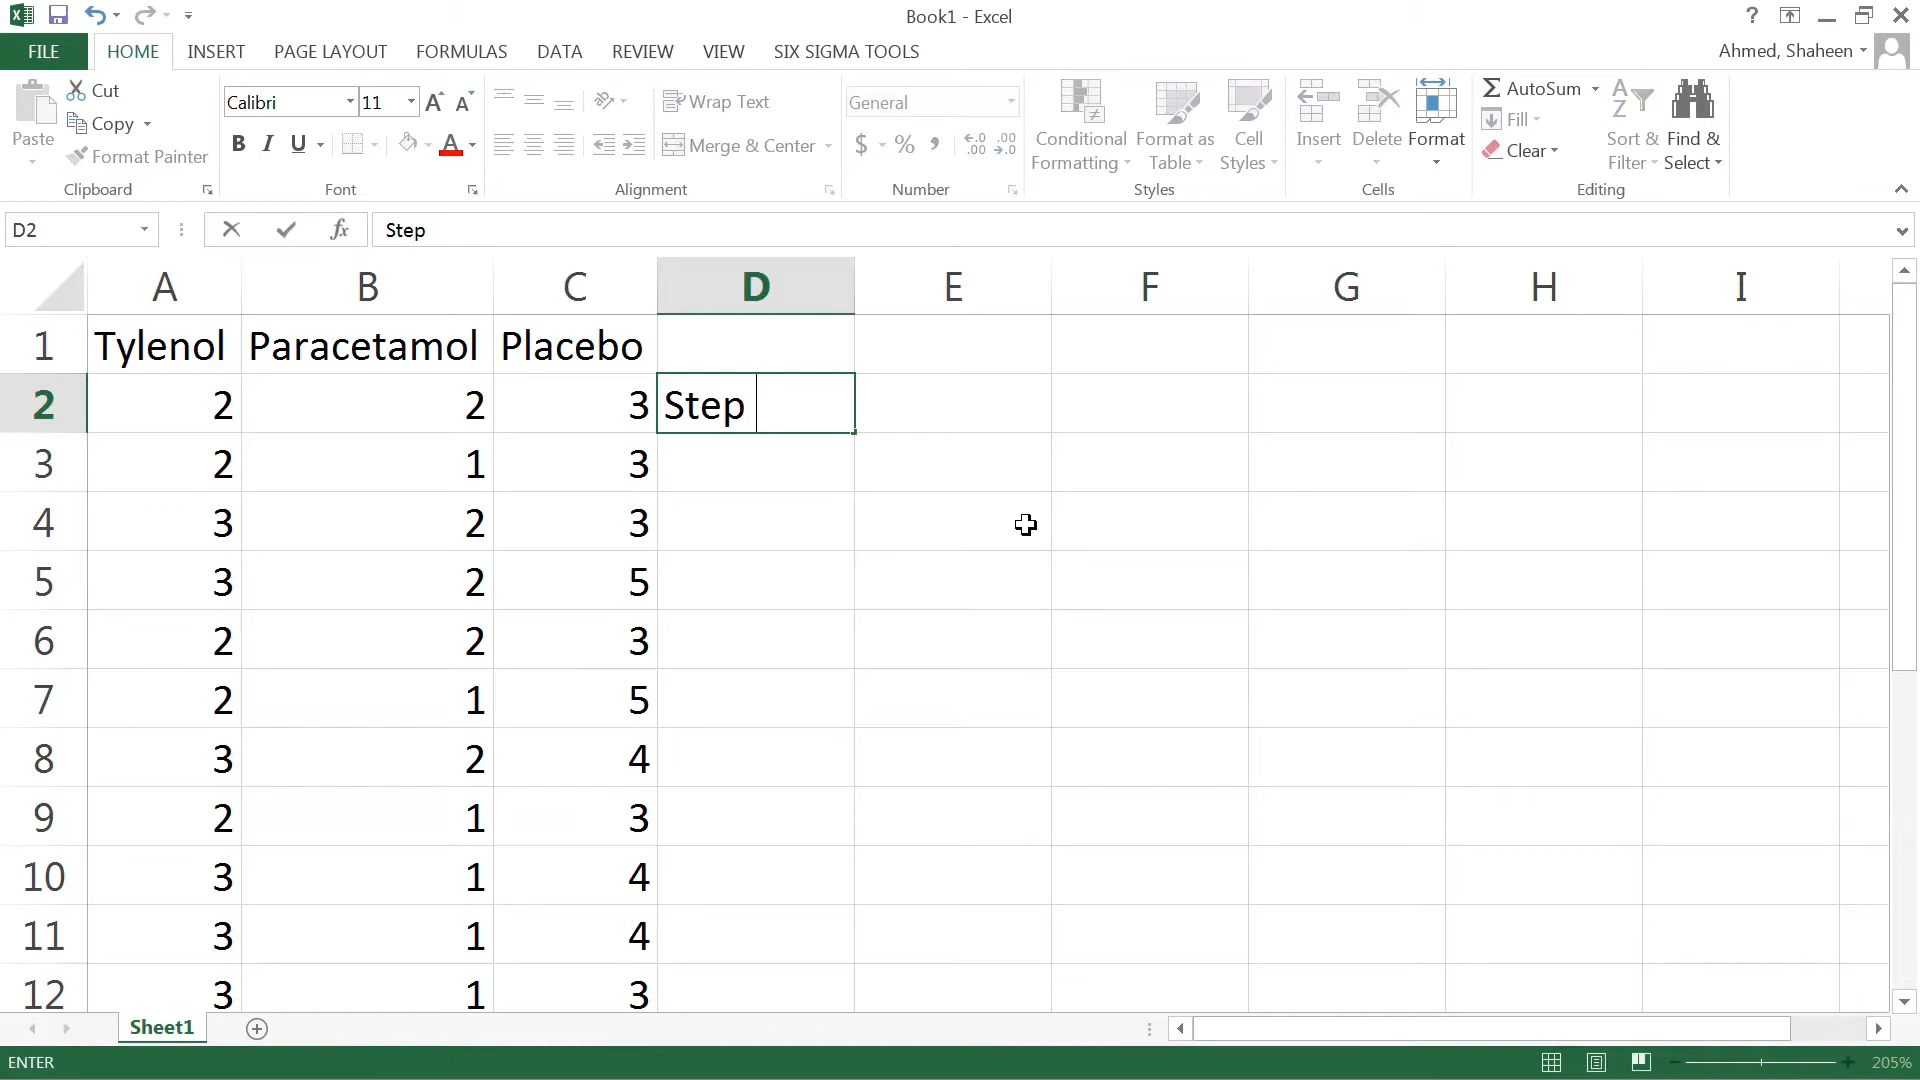 Book1 - Excel
?
FILE HOME INSERT PAGE LAYOUT FORMULAS DATA REVIEW VIEW SIX SIGMA TOOLS
Ahmed, Shaheen
Paste
Cut
Copy
Format Painter
Clipboard
Calibri 11
A A
B I U A
Font
Wrap Text
Merge & Center
Alignment
General
$ % , .0 .00 .00 .0
Number
Conditional Formatting
Format as Table
Cell Styles
Styles
Insert
Delete
Format
Cells
AutoSum
Fill
Clear
A Z
Sort & Filter
Find & Select
Editing
D2
fx
Step
A B C D E F G H I
1 Tylenol Paracetamol Placebo
2 2 2 3 Step
3 2 1 3
4 3 2 3
5 3 2 5
6 2 2 3
7 2 1 5
8 3 2 4
9 2 1 3
10 3 1 4
11 3 1 4
12 3 1 3
Sheet1
ENTER
205%